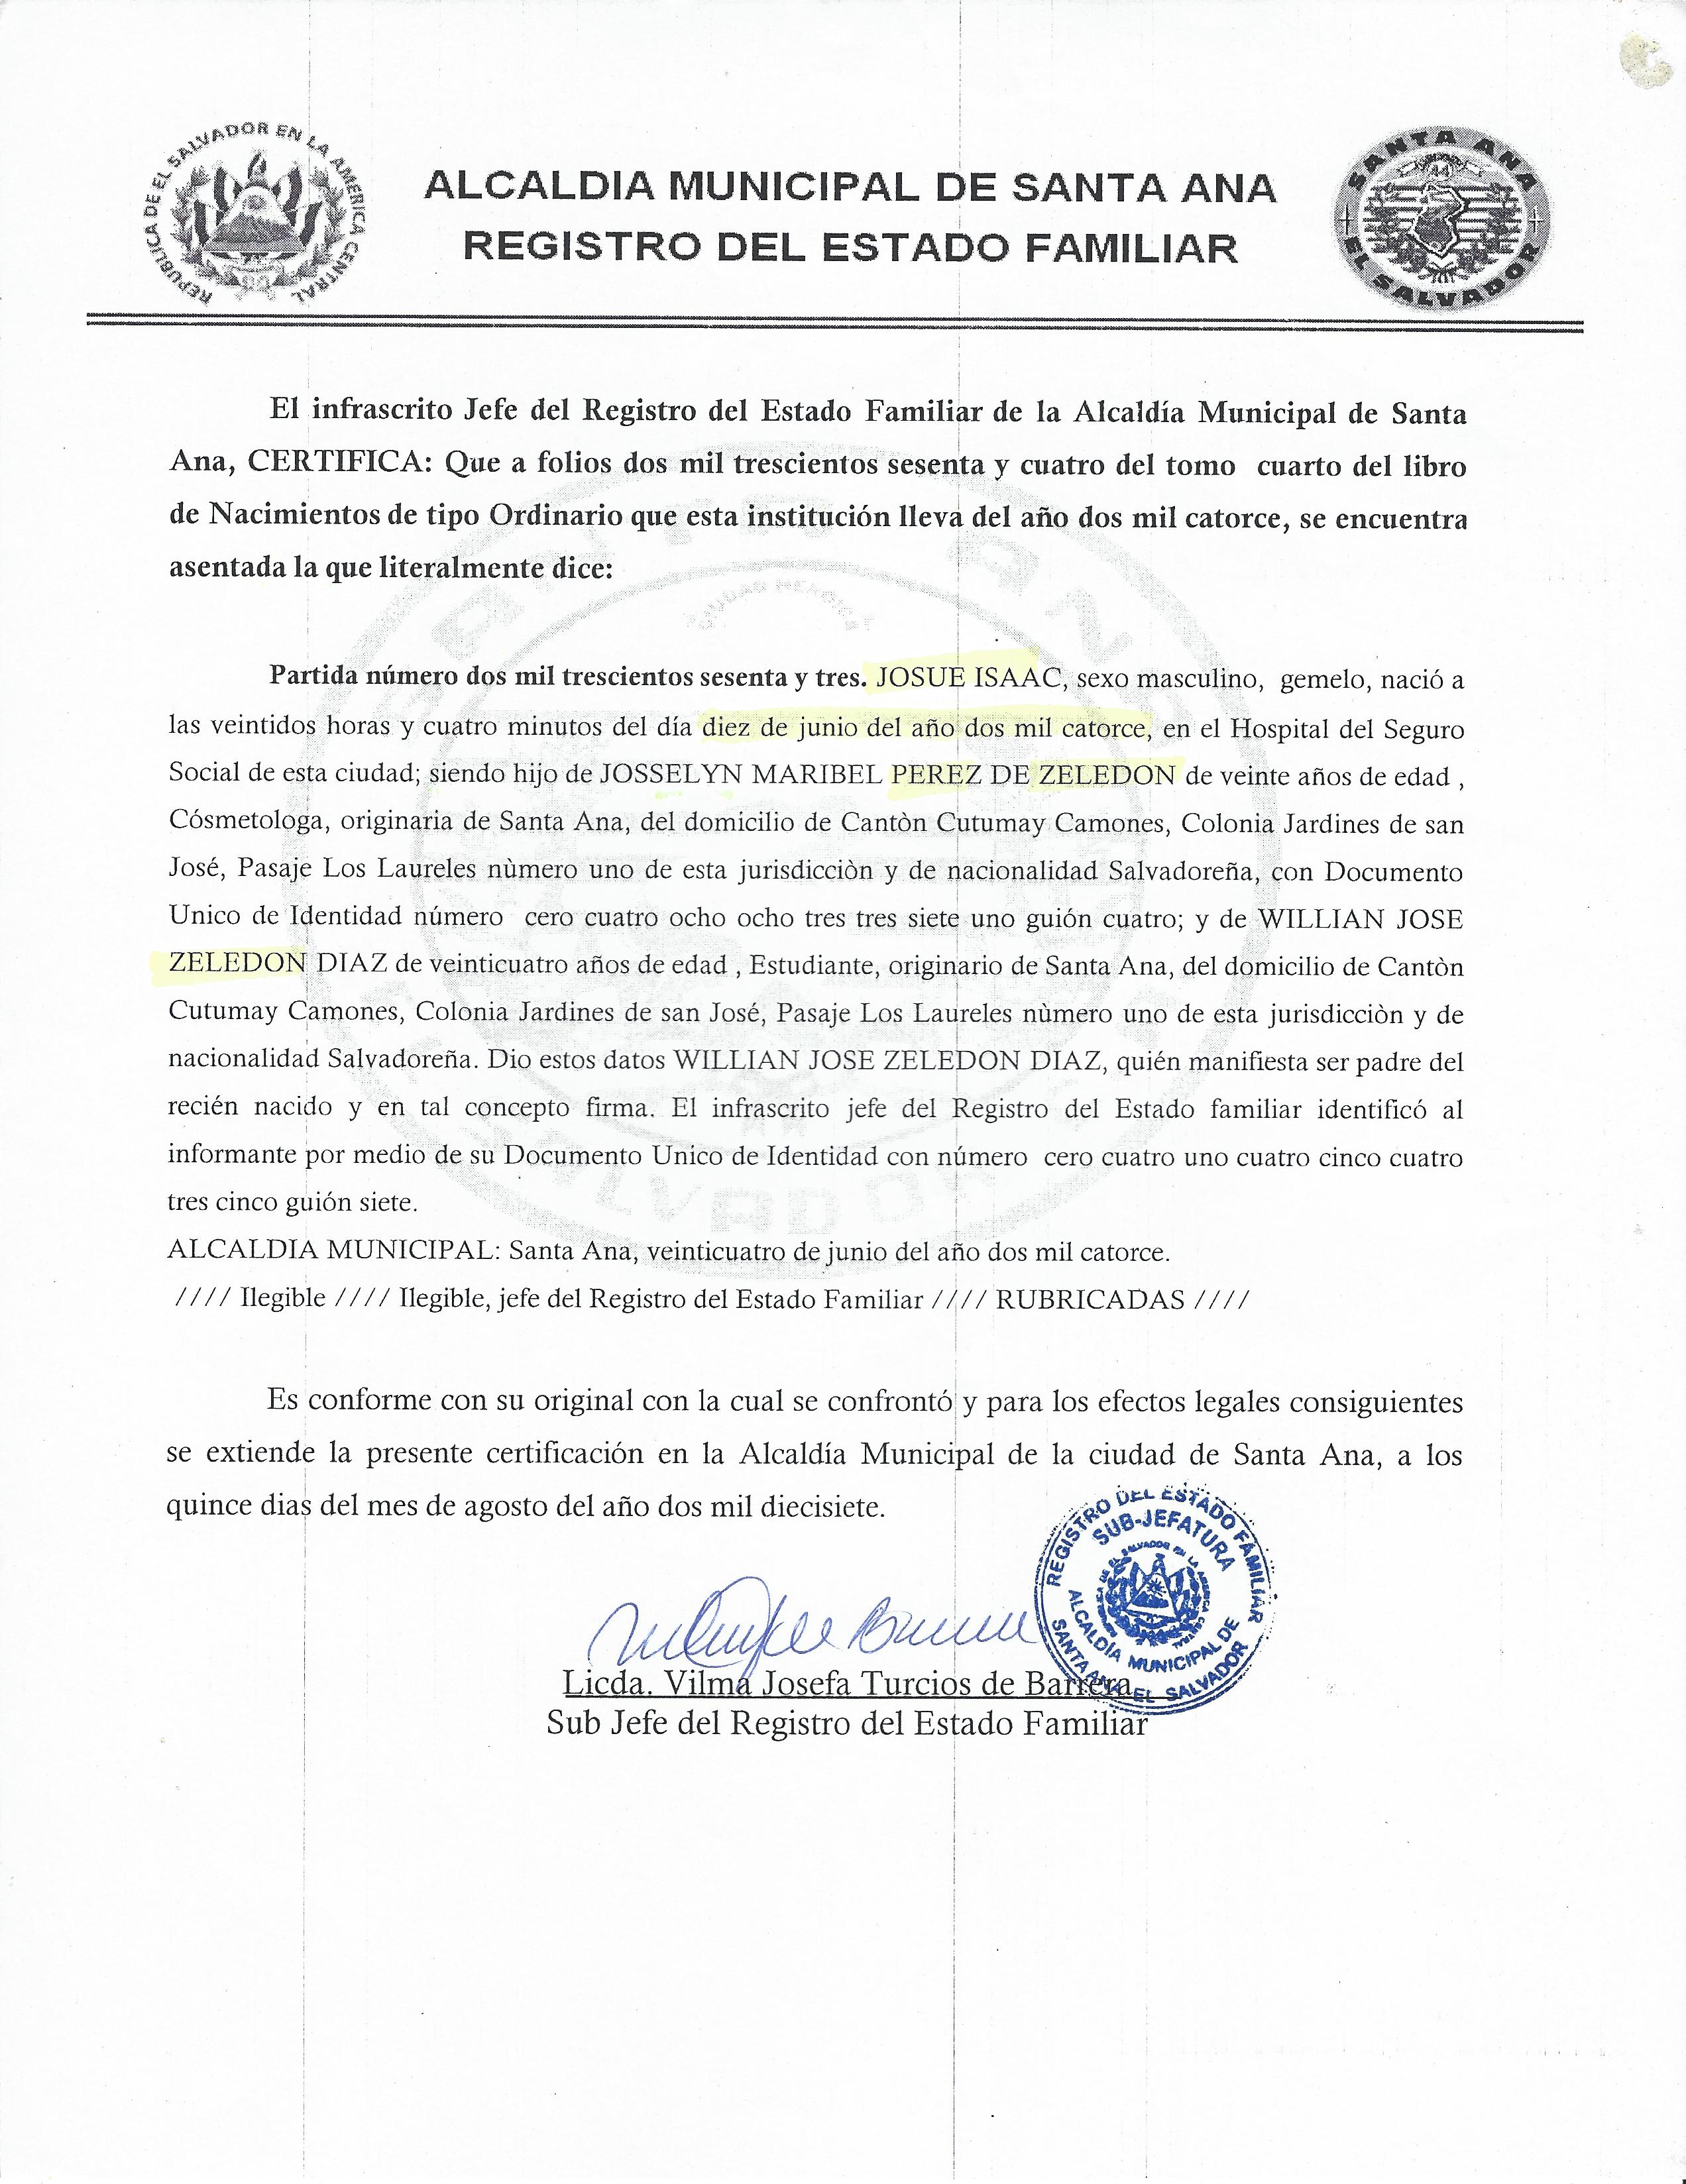 REPUBLICA DE EL SALVADOR EN LA AMERICA CENTRAL
ALCALDIA MUNICIPAL DE SANTA ANA
REGISTRO DEL ESTADO FAMILIAR
SANTA ANA
EL SALVADOR
El infrascrito Jefe del Registro del Estado Familiar de la Alcaldía Municipal de Santa
Ana, CERTIFICA: Que a folios dos mil trescientos sesenta y cuatro del tomo cuarto del libro
de Nacimientos de tipo Ordinario que esta institución lleva del año dos mil catorce, se encuentra
asentada la que literalmente dice:
Partida número dos mil trescientos sesenta y tres. JOSUE ISAAC, sexo masculino, gemelo, nació a
las veintidos horas y cuatro minutos del día diez de junio del año dos mil catorce, en el Hospital del Seguro
Social de esta ciudad; siendo hijo de JOSSELYN MARIBEL PEREZ DE ZELEDON de veinte años de edad ,
Cósmetologa, originaria de Santa Ana, del domicilio de Cantòn Cutumay Camones, Colonia Jardines de san
José, Pasaje Los Laureles nùmero uno de esta jurisdicciòn y de nacionalidad Salvadoreña, con Documento
Unico de Identidad número cero cuatro ocho ocho tres tres siete uno guión cuatro; y de WILLIAN JOSE
ZELEDON DIAZ de veinticuatro años de edad , Estudiante, originario de Santa Ana, del domicilio de Cantòn
Cutumay Camones, Colonia Jardines de san José, Pasaje Los Laureles nùmero uno de esta jurisdicciòn y de
nacionalidad Salvadoreña. Dio estos datos WILLIAN JOSE ZELEDON DIAZ, quién manifiesta ser padre del
recién nacido y en tal concepto firma. El infrascrito jefe del Registro del Estado familiar identificó al
informante por medio de su Documento Unico de Identidad con número cero cuatro uno cuatro cinco cuatro
tres cinco guión siete.
ALCALDIA MUNICIPAL: Santa Ana, veinticuatro de junio del año dos mil catorce.
//// Ilegible //// Ilegible, jefe del Registro del Estado Familiar //// RUBRICADAS ////
Es conforme con su original con la cual se confrontó y para los efectos legales consiguientes
se extiende la presente certificación en la Alcaldía Municipal de la ciudad de Santa Ana, a los
quince dias del mes de agosto del año dos mil diecisiete.
REGISTRO DEL ESTADO FAMILIAR
SUB-JEFATURA
ALCALDÍA MUNICIPAL DE
SANTA ANA EL SALVADOR
Licda. Vilma Josefa Turcios de Barrera
Sub Jefe del Registro del Estado Familiar